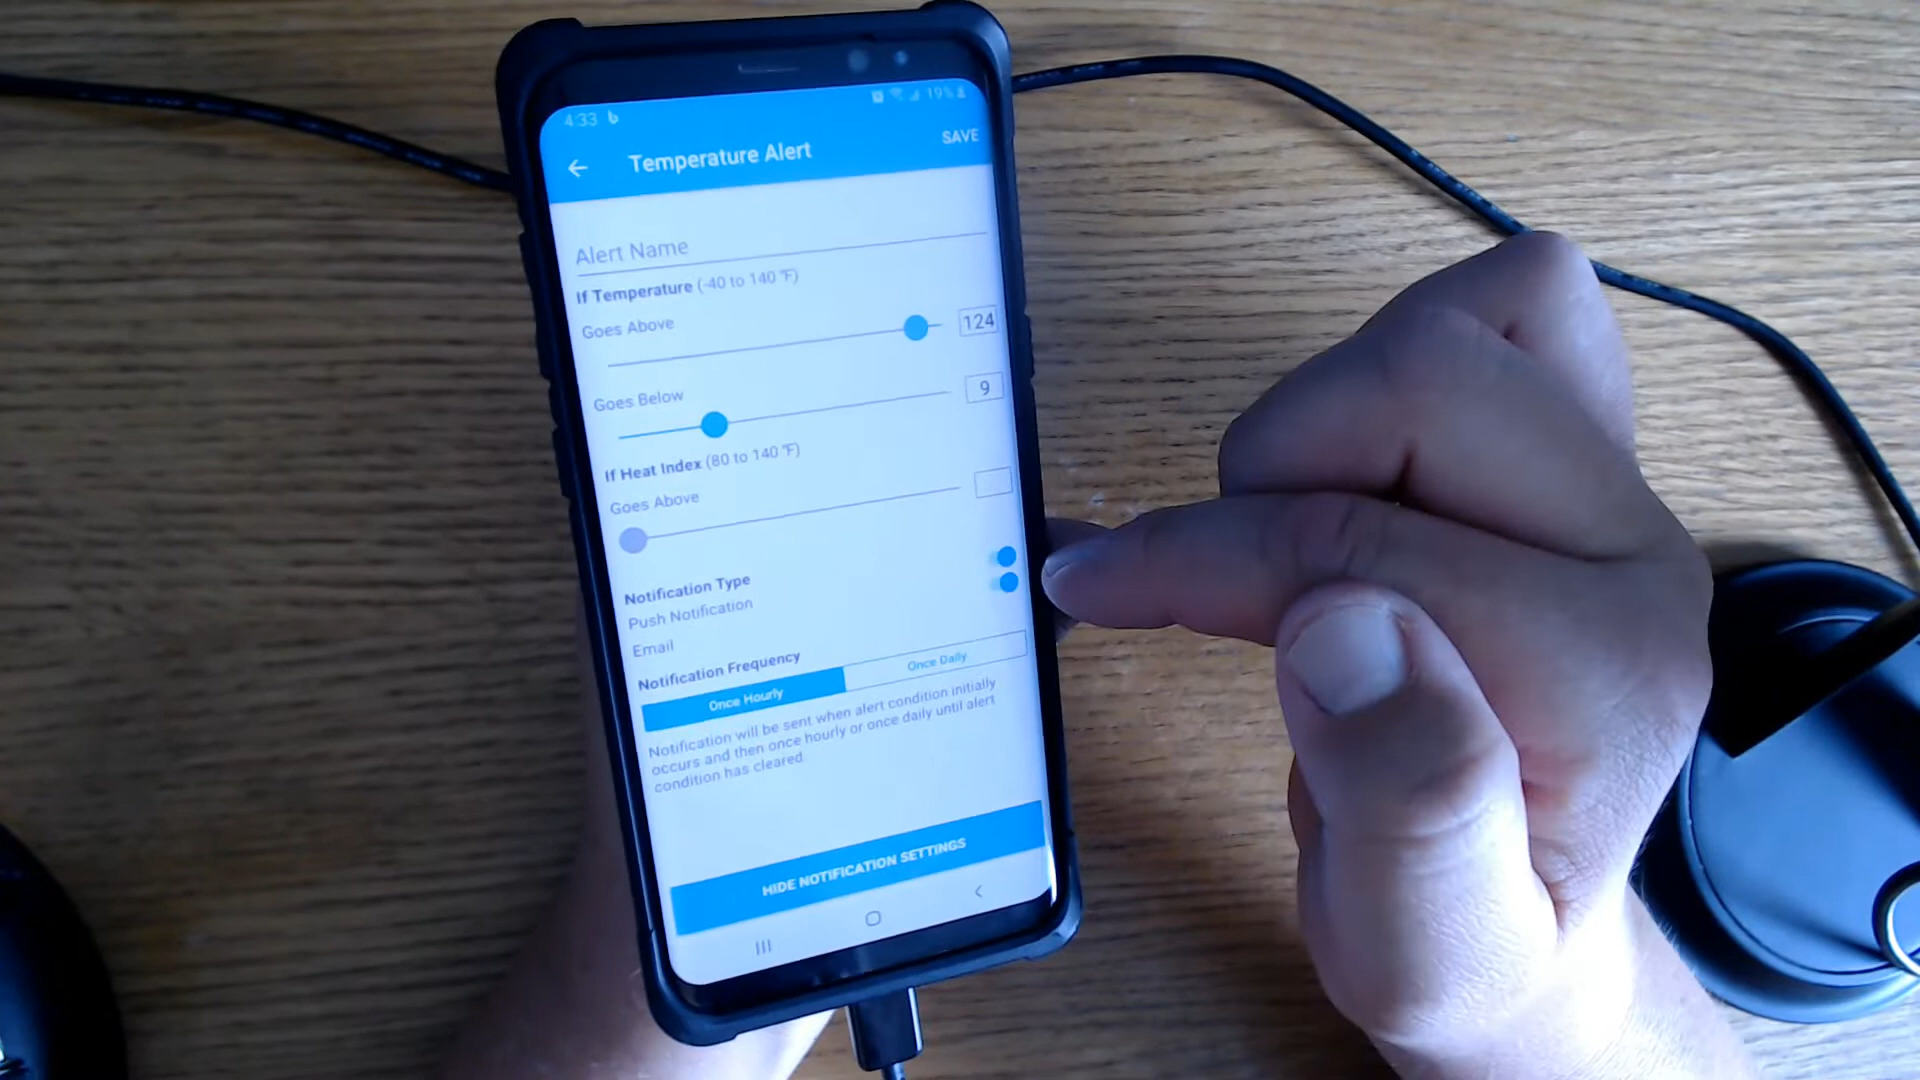 4:33 19%
Temperature Alert SAVE
Alert Name
If Temperature (-40 to 140 °F)
Goes Above 124
Goes Below 9
If Heat Index (80 to 140 °F)
Goes Above
Notification Type
Push Notification
Email
Notification Frequency
Once Hourly Once Daily
Notification will be sent when alert condition initially
occurs and then once hourly or once daily until alert
condition has cleared.
HIDE NOTIFICATION SETTINGS